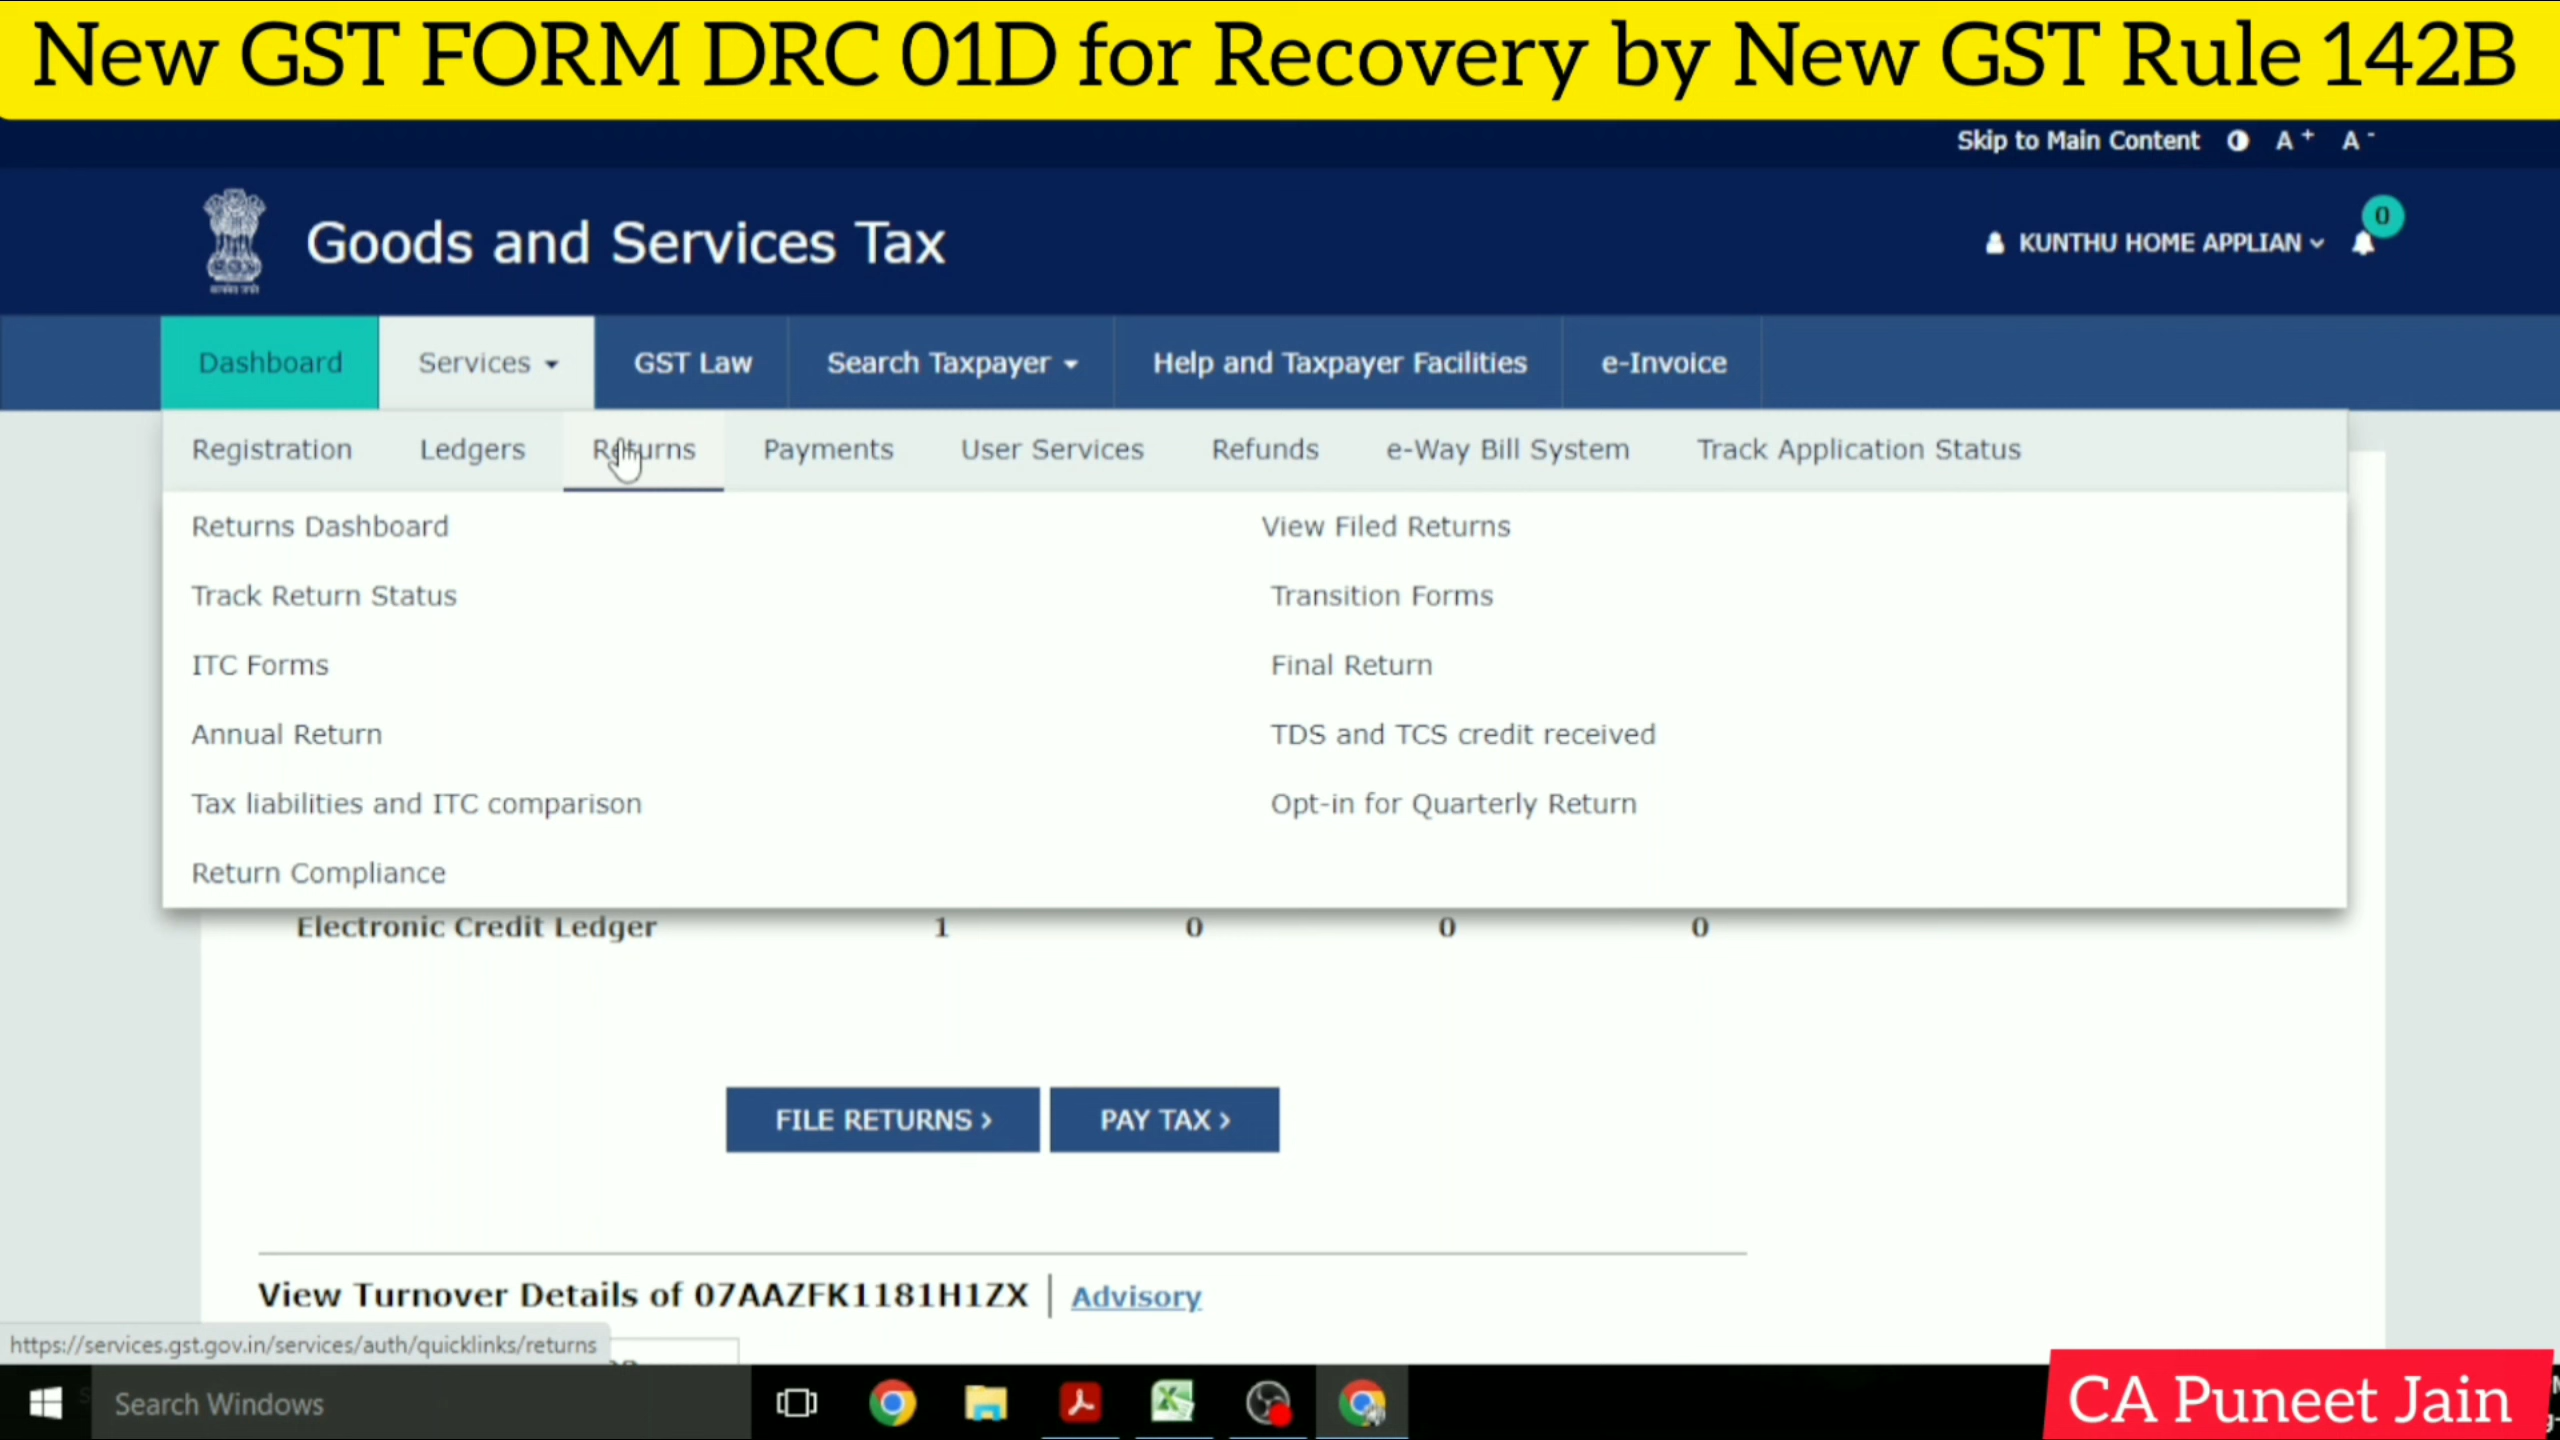 New GST FORM DRC 01D for Recovery by New GST Rule 142B
Skip to Main Content A+ A-
Goods and Services Tax
KUNTHU HOME APPLIAN
0
Dashboard Services GST Law Search Taxpayer Help and Taxpayer Facilities e-Invoice
Registration Ledgers Returns Payments User Services Refunds e-Way Bill System Track Application Status
Returns Dashboard View Filed Returns
Track Return Status Transition Forms
ITC Forms Final Return
Annual Return TDS and TCS credit received
Tax liabilities and ITC comparison Opt-in for Quarterly Return
Return Compliance
Electronic Credit Ledger 1 0 0 0
FILE RETURNS > PAY TAX >
View Turnover Details of 07AAZFK1181H1ZX | Advisory
https://services.gst.gov.in/services/auth/quicklinks/returns
Search Windows
CA Puneet Jain